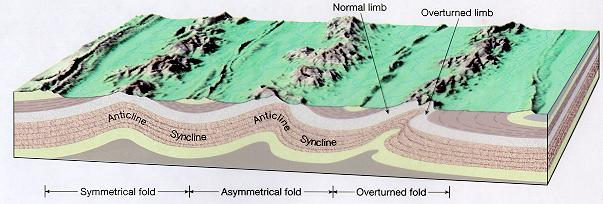 Normal limb
Overturned limb
Anticline
Syncline
Anticline
Syncline
Symmetrical fold
Asymmetrical fold
Overturned fold